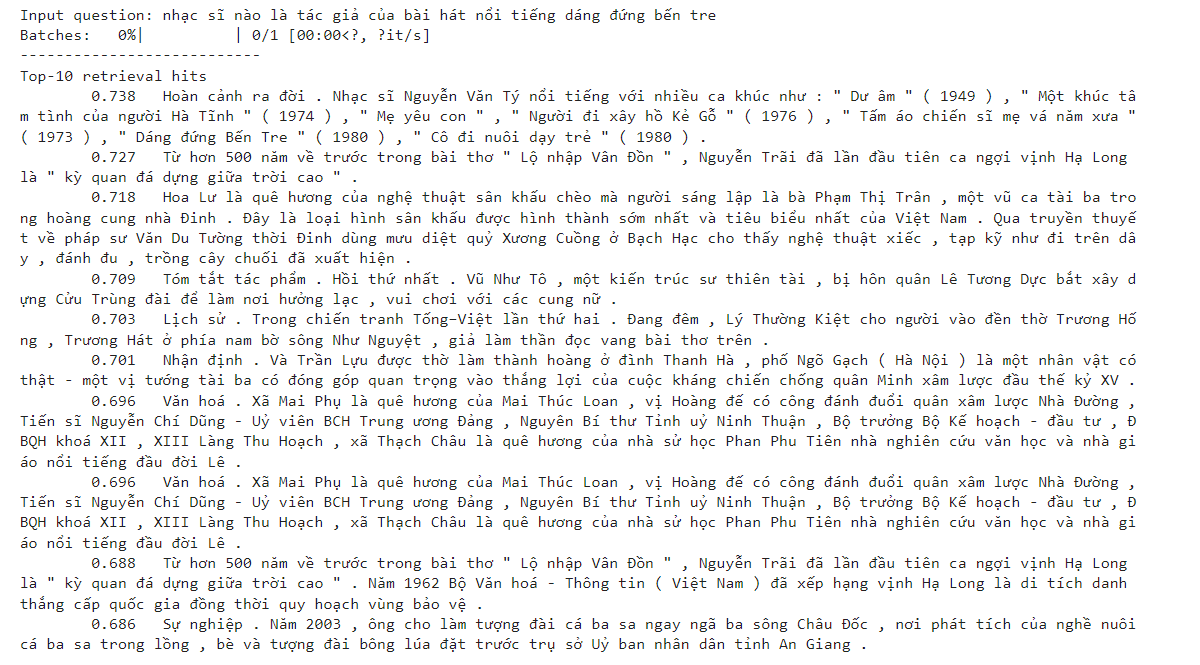 Input question: nhạc sĩ nào là tác giả của bài hát nổi tiếng dáng đứng bến tre
Batches:   0%|          | 0/1 [00:00<?, ?it/s]
---------------------------
Top-10 retrieval hits
0.738   Hoàn cảnh ra đời . Nhạc sĩ Nguyễn Văn Tý nổi tiếng với nhiều ca khúc như : " Dư âm " ( 1949 ) , " Một khúc tâ
m tình của người Hà Tĩnh " ( 1974 ) , " Mẹ yêu con " , " Người đi xây hồ Kẻ Gỗ " ( 1976 ) , " Tấm áo chiến sĩ mẹ vá năm xưa "
( 1973 ) , " Dáng đứng Bến Tre " ( 1980 ) , " Cô đi nuôi dạy trẻ " ( 1980 ) .
0.727   Từ hơn 500 năm về trước trong bài thơ " Lộ nhập Vân Đồn " , Nguyễn Trãi đã lần đầu tiên ca ngợi vịnh Hạ Long
là " kỳ quan đá dựng giữa trời cao " .
0.718   Hoa Lư là quê hương của nghệ thuật sân khấu chèo mà người sáng lập là bà Phạm Thị Trân , một vũ ca tài ba tro
ng hoàng cung nhà Đinh . Đây là loại hình sân khấu được hình thành sớm nhất và tiêu biểu nhất của Việt Nam . Qua truyền thuyế
t về pháp sư Văn Du Tường thời Đinh dùng mưu diệt quỷ Xương Cuồng ở Bạch Hạc cho thấy nghệ thuật xiếc , tạp kỹ như đi trên dâ
y , đánh đu , trồng cây chuối đã xuất hiện .
0.709   Tóm tắt tác phẩm . Hồi thứ nhất . Vũ Như Tô , một kiến trúc sư thiên tài , bị hôn quân Lê Tương Dực bắt xây d
ựng Cửu Trùng đài để làm nơi hưởng lạc , vui chơi với các cung nữ .
0.703   Lịch sử . Trong chiến tranh Tống-Việt lần thứ hai . Đang đêm , Lý Thường Kiệt cho người vào đền thờ Trương Hố
ng , Trương Hát ở phía nam bờ sông Như Nguyệt , giả làm thần đọc vang bài thơ trên .
0.701   Nhận định . Và Trần Lựu được thờ làm thành hoàng ở đình Thanh Hà , phố Ngõ Gạch ( Hà Nội ) là một nhân vật có
thật - một vị tướng tài ba có đóng góp quan trọng vào thắng lợi của cuộc kháng chiến chống quân Minh xâm lược đầu thế kỷ XV .
0.696   Văn hoá . Xã Mai Phụ là quê hương của Mai Thúc Loan , vị Hoàng đế có công đánh đuổi quân xâm lược Nhà Đường ,
Tiến sĩ Nguyễn Chí Dũng - Uỷ viên BCH Trung ương Đảng , Nguyên Bí thư Tỉnh uỷ Ninh Thuận , Bộ trưởng Bộ Kế hoạch - đầu tư , Đ
BQH khoá XII , XIII Làng Thu Hoạch , xã Thạch Châu là quê hương của nhà sử học Phan Phu Tiên nhà nghiên cứu văn học và nhà gi
áo nổi tiếng đầu đời Lê .
0.696   Văn hoá . Xã Mai Phụ là quê hương của Mai Thúc Loan , vị Hoàng đế có công đánh đuổi quân xâm lược Nhà Đường ,
Tiến sĩ Nguyễn Chí Dũng - Uỷ viên BCH Trung ương Đảng , Nguyên Bí thư Tỉnh uỷ Ninh Thuận , Bộ trưởng Bộ Kế hoạch - đầu tư , Đ
BQH khoá XII , XIII Làng Thu Hoạch , xã Thạch Châu là quê hương của nhà sử học Phan Phu Tiên nhà nghiên cứu văn học và nhà gi
áo nổi tiếng đầu đời Lê .
0.688   Từ hơn 500 năm về trước trong bài thơ " Lộ nhập Vân Đồn " , Nguyễn Trãi đã lần đầu tiên ca ngợi vịnh Hạ Long
là " kỳ quan đá dựng giữa trời cao " . Năm 1962 Bộ Văn hoá - Thông tin ( Việt Nam ) đã xếp hạng vịnh Hạ Long là di tích danh
thắng cấp quốc gia đồng thời quy hoạch vùng bảo vệ .
0.686   Sự nghiệp . Năm 2003 , ông cho làm tượng đài cá ba sa ngay ngã ba sông Châu Đốc , nơi phát tích của nghề nuôi
cá ba sa trong lồng , bè và tượng đài bông lúa đặt trước trụ sở Uỷ ban nhân dân tỉnh An Giang .